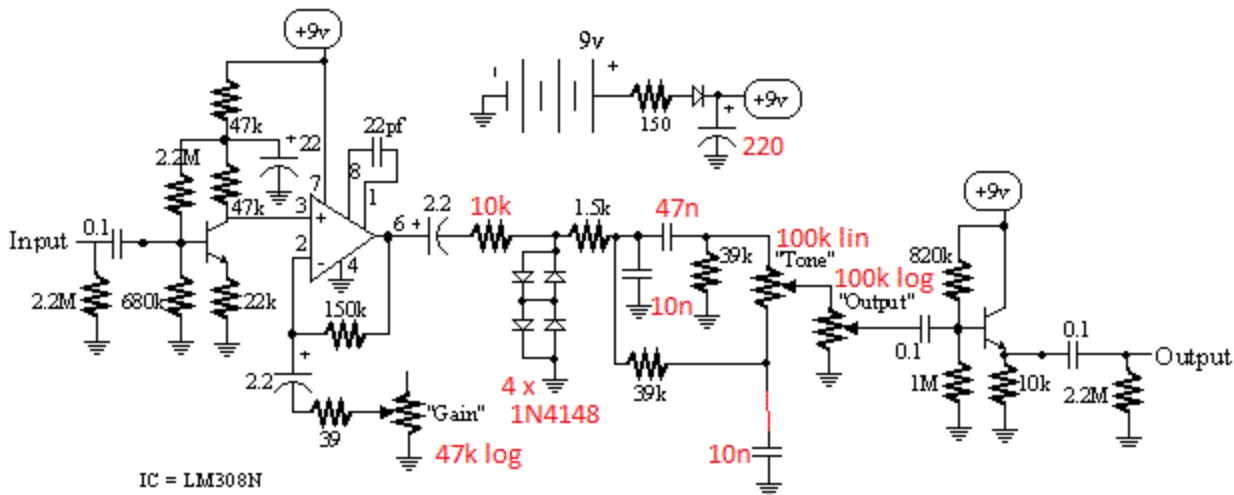 +9v
9v
+
+9v
+
150
220
47k
+
22
22pf
2.2M
7
8
1
47k
3
+
2
-
4
6
+
2.2
10k
1.5k
47n
0.1
Input
2.2M
680k
22k
150k
39k
10n
100k lin
"Tone"
100k log
"Output"
+9v
820k
0.1
0.1
Output
1M
10k
2.2M
+
2.2
39
"Gain"
47k log
4 x
1N4148
39k
10n
IC = LM308N